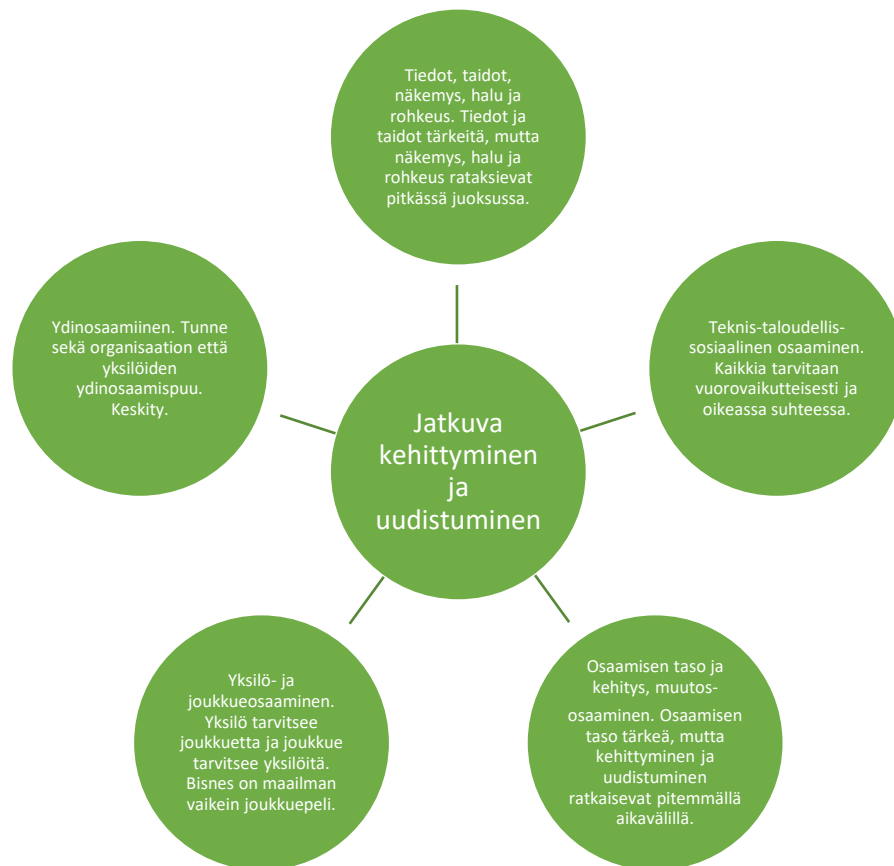 Tiedot, taidot,
näkemys, halu ja
rohkeus. Tiedot ja
taidot tärkeitä, mutta
näkemys, halu ja
rohkeus rataksievat
pitkässä juoksussa.
Teknis-taloudellis-
sosiaalinen osaaminen.
Kaikkia tarvitaan
vuorovaikutteisesti ja
oikeassa suhteessa.
Osaamisen taso ja
kehitys, muutos-
osaaminen. Osaamisen
taso tärkeä, mutta
kehittyminen ja
uudistuminen
ratkaisevat pitemmällä
aikavälillä.
Yksilö- ja
joukkueosaaminen.
Yksilö tarvitsee
joukkuetta ja joukkue
tarvitsee yksilöitä.
Bisnes on maailman
vaikein joukkuepeli.
Ydinosaamiinen. Tunne
sekä organisaation että
yksilöiden
ydinosaamispuu.
Keskity.
Jatkuva
kehittyminen
ja
uudistuminen